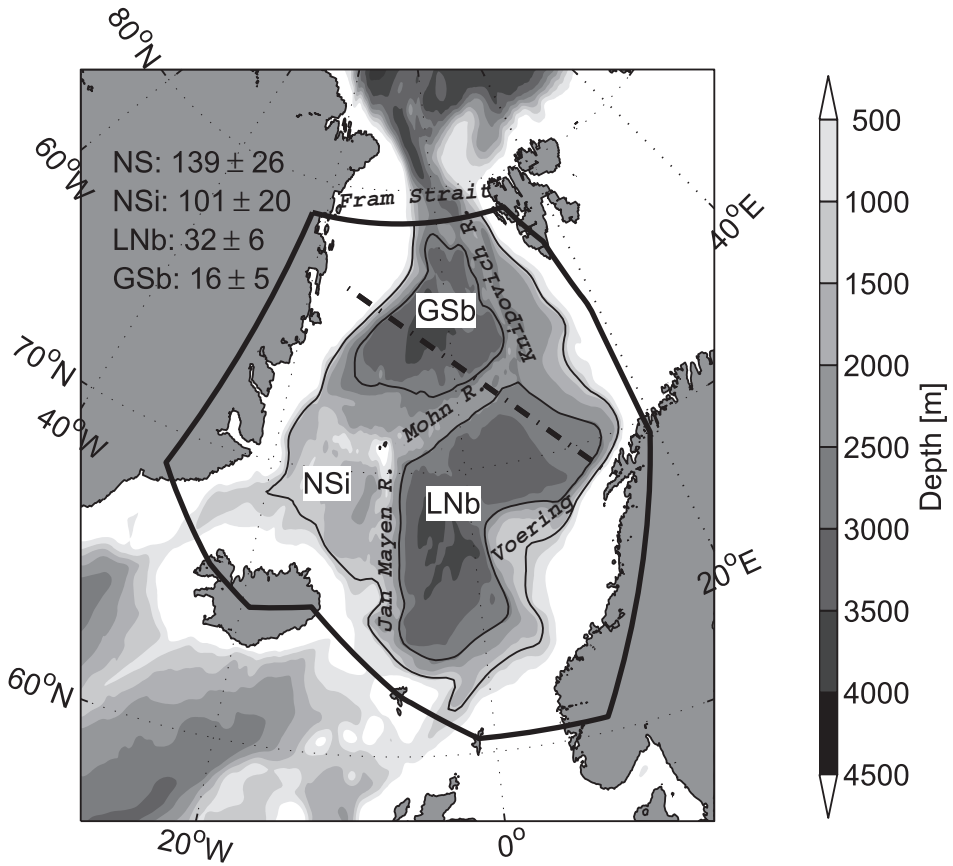 80°N
60°W
NS: 139 ± 26
NSi: 101 ± 20
LNb: 32 ± 6
GSb: 16 ± 5
Fram Strait
40°E
Knipovich R.
GSb
70°N
40°W
Mohn R.
NSi
LNb
Jan Mayen R.
Voering
20°E
60°N
20°W
0°
500
1000
1500
2000
2500
3000
3500
4000
4500
Depth [m]